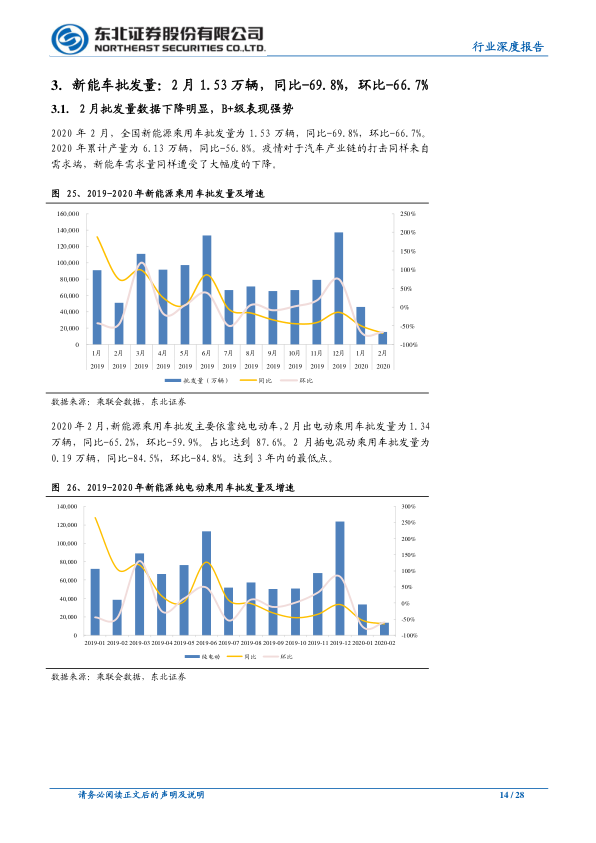 东北证券股份有限公司
NORTHEAST SECURITIES CO.,LTD.
行业深度报告
3. 新能车批发量：2 月 1.53 万辆，同比-69.8%，环比-66.7%
3.1. 2 月批发量数据下降明显，B+级表现强势
2020 年 2 月，全国新能源乘用车批发量为 1.53 万辆，同比-69.8%，环比-66.7%。
2020 年累计产量为 6.13 万辆，同比-56.8%。疫情对于汽车产业链的打击同样来自
需求端，新能车需求量同样遭受了大幅度的下降。
图 25、2019-2020 年新能源乘用车批发量及增速
160,000
140,000
120,000
100,000
80,000
60,000
40,000
20,000
0
250%
200%
150%
100%
50%
0%
-50%
-100%
1月 2月 3月 4月 5月 6月 7月 8月 9月 10月 11月 12月 1月 2月
2019 2019 2019 2019 2019 2019 2019 2019 2019 2019 2019 2019 2020 2020
批发量（万辆） 同比 环比
数据来源：乘联会数据，东北证券
2020 年 2 月，新能源乘用车批发主要依靠纯电动车，2 月出电动乘用车批发量为 1.34
万辆，同比-65.2%，环比-59.9%。占比达到 87.6%。2 月插电混动乘用车批发量为
0.19 万辆，同比-84.5%，环比-84.8%。达到 3 年内的最低点。
图 26、2019-2020 年新能源纯电动乘用车批发量及增速
140,000
120,000
100,000
80,000
60,000
40,000
20,000
0
300%
250%
200%
150%
100%
50%
0%
-50%
-100%
2019-01 2019-02 2019-03 2019-04 2019-05 2019-06 2019-07 2019-08 2019-09 2019-10 2019-11 2019-12 2020-01 2020-02
纯电动 同比 环比
数据来源：乘联会数据，东北证券
请务必阅读正文后的声明及说明
14 / 28